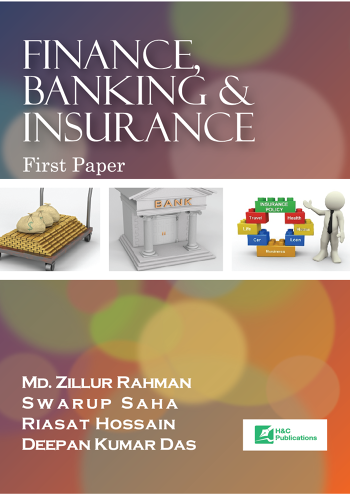 FINANCE,
BANKING &
INSURANCE
First Paper
BANK
INSURANCE
POLICY
Travel
Health
Life
Home
Car
Loan
Business
MD. ZILLUR RAHMAN
SWARUP SAHA
RIASAT HOSSAIN
DEEPAN KUMAR DAS
H&C
Publications